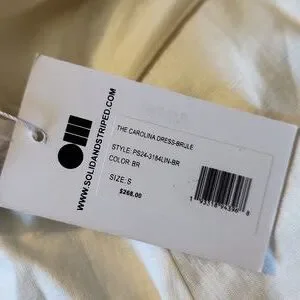 WWW.SOLIDANDSTRIPED.COM
THE CAROLINA DRESS-BRULE
STYLE: PS24-3184LIN-BR
COLOR: BR
SIZE: S
$268.00